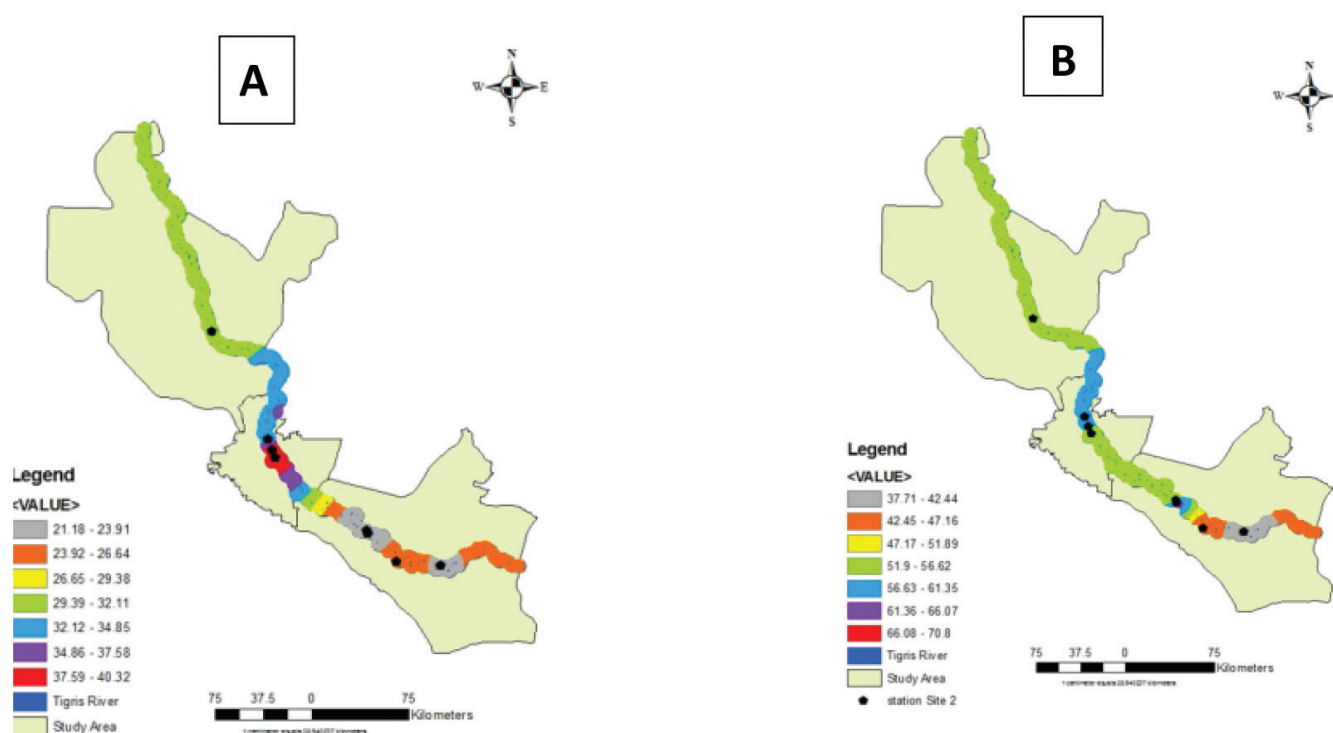 A
N
W
E
S
Legend
<VALUE>
21.18 - 23.91
23.92 - 26.64
26.65 - 29.38
29.39 - 32.11
32.12 - 34.85
34.86 - 37.58
37.59 - 40.32
Tigris River
Study Area
75 37.5 0 75
Kilometers
B
N
W
S
Legend
<VALUE>
37.71 - 42.44
42.45 - 47.16
47.17 - 51.89
51.9 - 56.62
56.63 - 61.35
61.36 - 66.07
66.08 - 70.8
Tigris River
Study Area
station Site 2
75 37.5 0 75
Kilometers